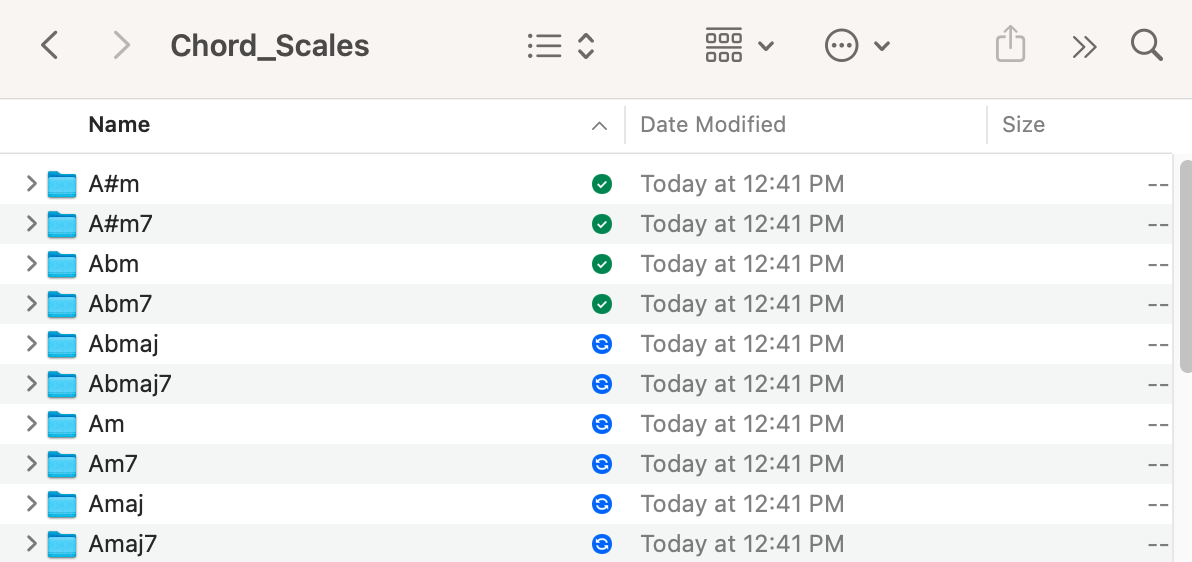 Chord_Scales
Name Date Modified Size
A#m Today at 12:41 PM --
A#m7 Today at 12:41 PM --
Abm Today at 12:41 PM --
Abm7 Today at 12:41 PM --
Abmaj Today at 12:41 PM --
Abmaj7 Today at 12:41 PM --
Am Today at 12:41 PM --
Am7 Today at 12:41 PM --
Amaj Today at 12:41 PM --
Amaj7 Today at 12:41 PM --